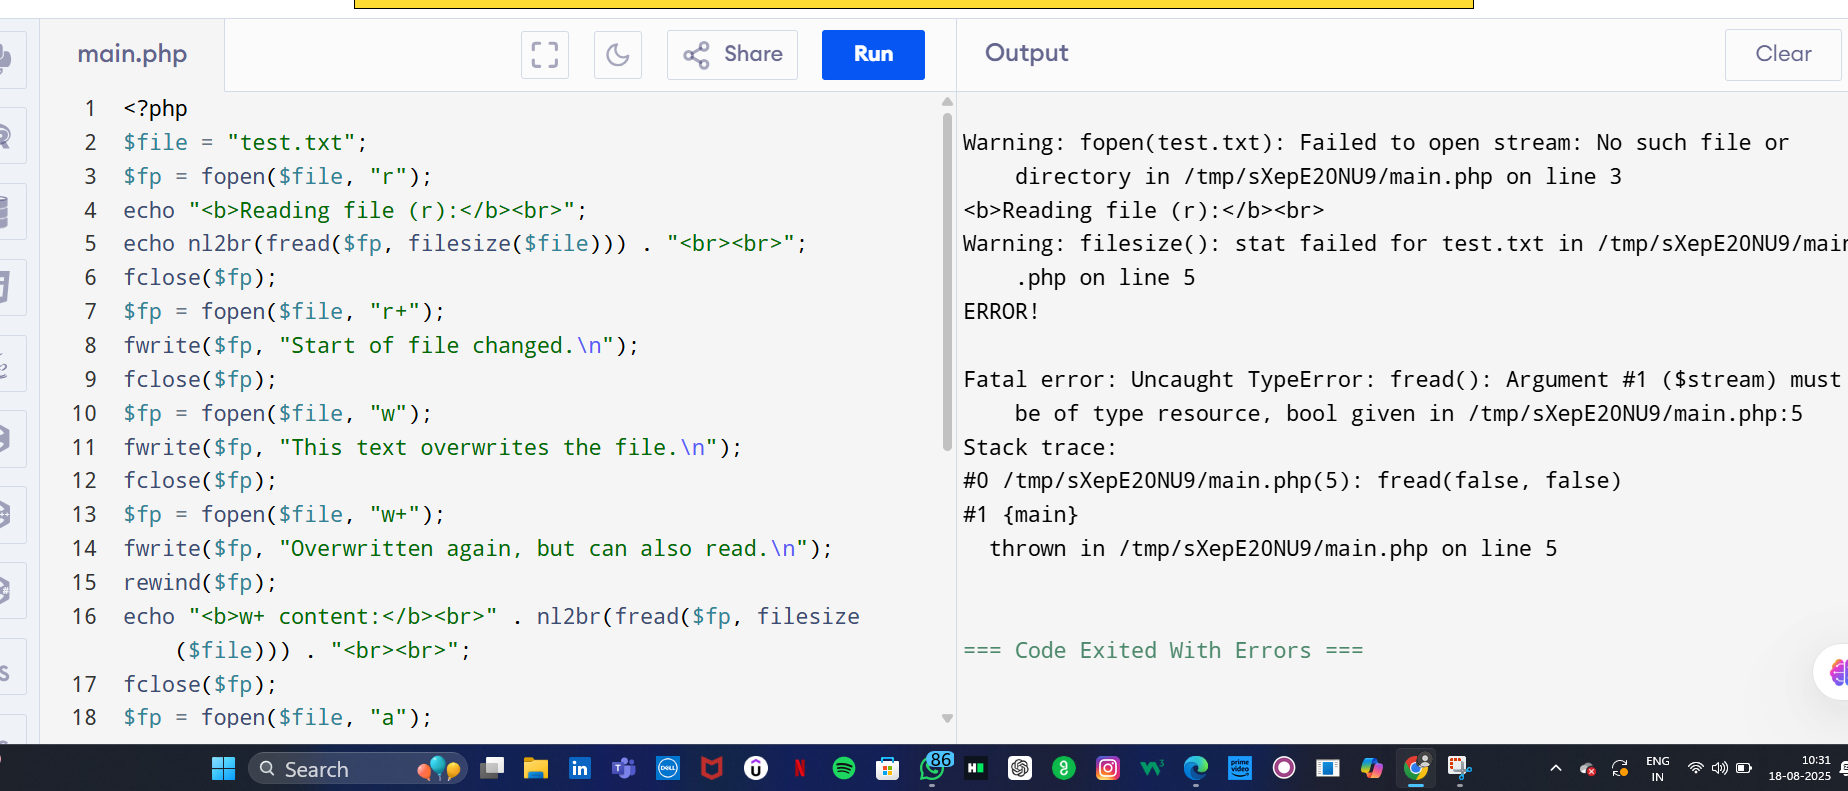 main.php
Share
Run
Output
Clear
1 <?php
2 $file = "test.txt";
3 $fp = fopen($file, "r");
4 echo "<b>Reading file (r):</b><br>";
5 echo nl2br(fread($fp, filesize($file))) . "<br><br>";
6 fclose($fp);
7 $fp = fopen($file, "r+");
8 fwrite($fp, "Start of file changed.\n");
9 fclose($fp);
10 $fp = fopen($file, "w");
11 fwrite($fp, "This text overwrites the file.\n");
12 fclose($fp);
13 $fp = fopen($file, "w+");
14 fwrite($fp, "Overwritten again, but can also read.\n");
15 rewind($fp);
16 echo "<b>w+ content:</b><br>" . nl2br(fread($fp, filesize
($file))) . "<br><br>";
17 fclose($fp);
18 $fp = fopen($file, "a");
Warning: fopen(test.txt): Failed to open stream: No such file or
directory in /tmp/sXepE2ONU9/main.php on line 3
<b>Reading file (r):</b><br>
Warning: filesize(): stat failed for test.txt in /tmp/sXepE2ONU9/main
.php on line 5
ERROR!
Fatal error: Uncaught TypeError: fread(): Argument #1 ($stream) must
be of type resource, bool given in /tmp/sXepE2ONU9/main.php:5
Stack trace:
#0 /tmp/sXepE2ONU9/main.php(5): fread(false, false)
#1 {main}
thrown in /tmp/sXepE2ONU9/main.php on line 5
=== Code Exited With Errors ===
Search
86
ENG
IN
10:31
18-08-2025